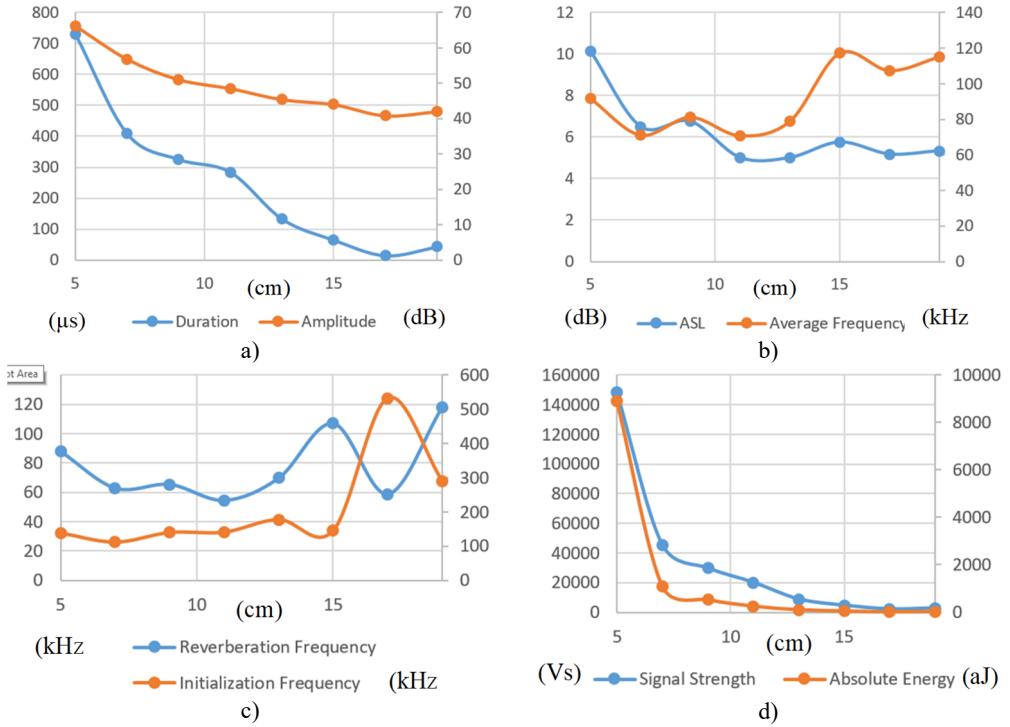 800 70 12 140
700 60 10 120
600 50 8 100
500 40 6 80
400 30 4 60
300 20 2 40
200 10 0 20
100 0 0
0
5 10 (cm) 15 5 10 (cm) 15
(µs) Duration Amplitude (dB) (dB) ASL Average Frequency (kHz
a) b)
ot Area 600 160000 10000
120 500 140000 8000
100 400 120000 6000
80 300 100000 4000
60 200 80000 2000
40 100 60000 0
20 0 40000
0 20000
0
5 10 (cm) 15 5 10 (cm) 15
(kHz Reverberation Frequency (Vs) Signal Strength Absolute Energy (aJ)
Initialization Frequency (kHz
c) d)